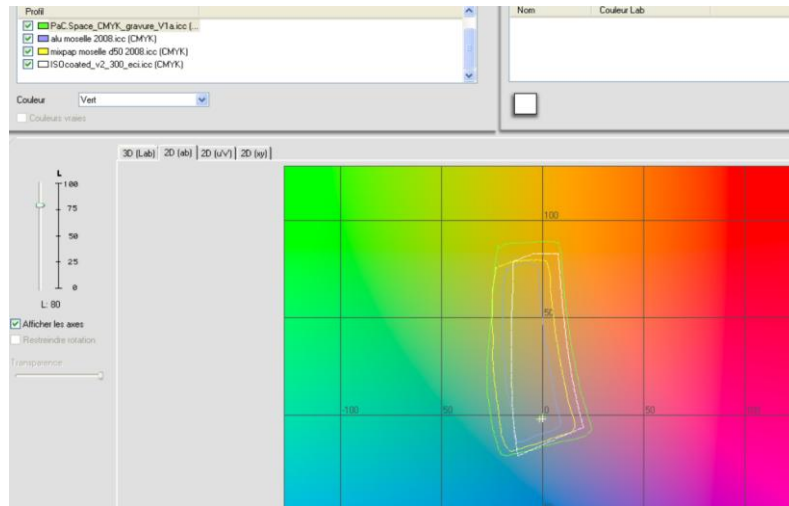 Profil
PaC.Space_CMYK_gravure_V1a.icc (...
alu moselle 2008.icc (CMYK)
mixpap moselle d50 2008.icc (CMYK)
ISOcoated_v2_300_eci.icc (CMYK)
Nom Couleur Lab
Couleur Vert
Couleurs vraies
3D (Lab) 2D (ab) 2D (u'v') 2D (xy)
L
100
75
50
25
0
L: 80
Afficher les axes
Restreindre rotation
Transparence
100
50
-100 50 0 50